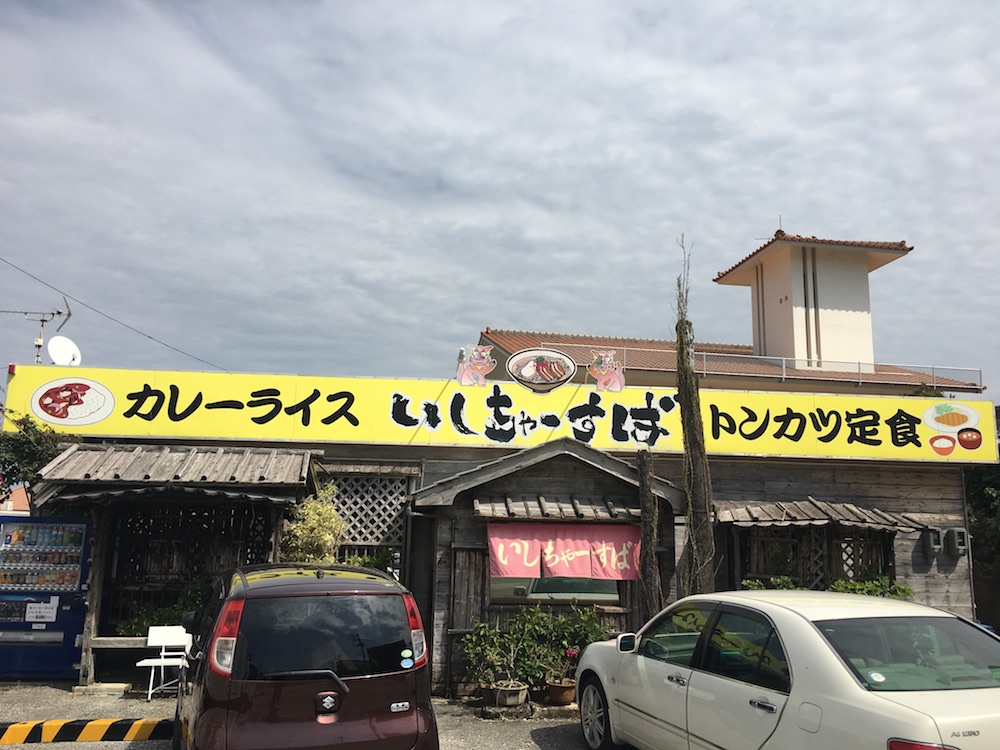 カレーライス
いしちゃーすば
トンカツ定食
いしちゃーすば